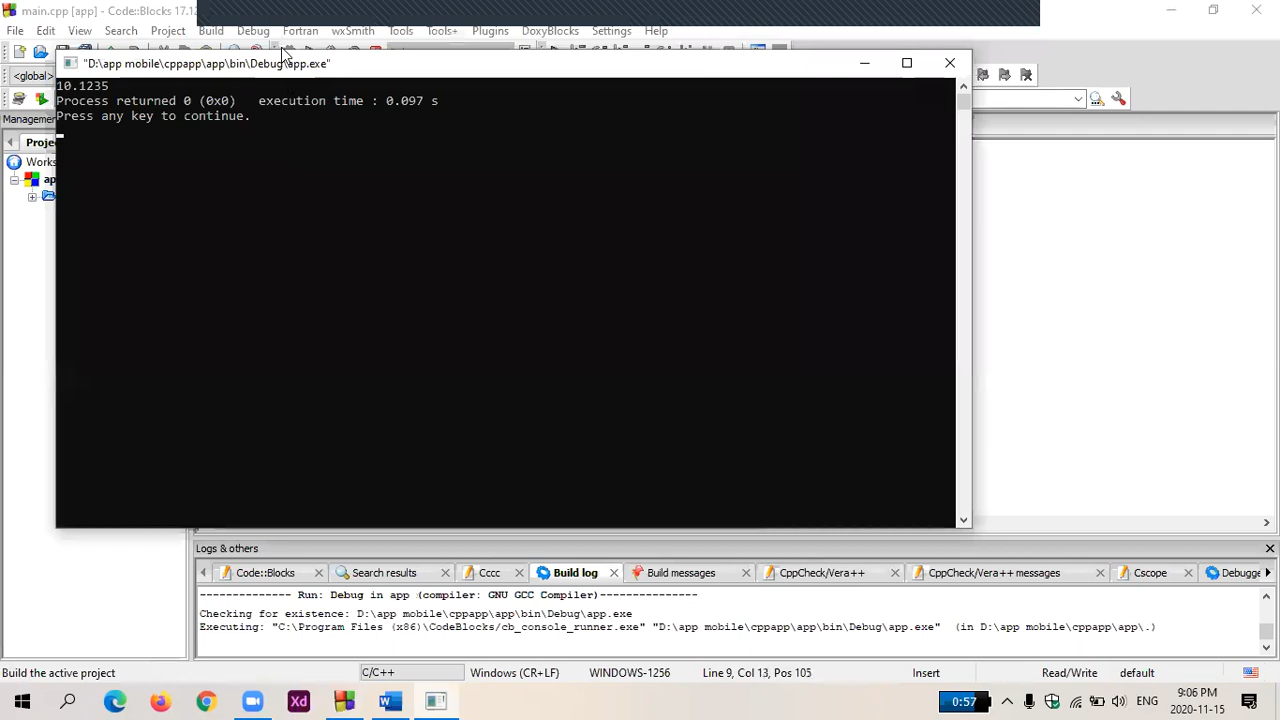 main.cpp [app] - Code::Blocks 17.12
File Edit View Search Project Build Debug Fortran wxSmith Tools Tools+ Plugins DoxyBlocks Settings Help
"D:\app mobile\cppapp\app\bin\Debug\app.exe"
<global>
10.1235
Process returned 0 (0x0) execution time : 0.097 s
Press any key to continue.
Management
Logs & others
Code::Blocks Search results Cccc Build log Build messages CppCheck/Vera++ CppCheck/Vera++ messages Cscope
-------------- Run: Debug in app (compiler: GNU GCC Compiler)---------------
Checking for existence: D:\app mobile\cppapp\app\bin\Debug\app.exe
Executing: "C:\Program Files (x86)\CodeBlocks/cb_console_runner.exe" "D:\app mobile\cppapp\app\bin\Debug\app.exe" (in D:\app mobile\cppapp\app\.)
Build the active project C/C++ Windows (CR+LF) WINDOWS-1256 Line 9, Col 13, Pos 105 Insert Read/Write default
Xd 0:57 ENG 9:06 PM
2020-11-15